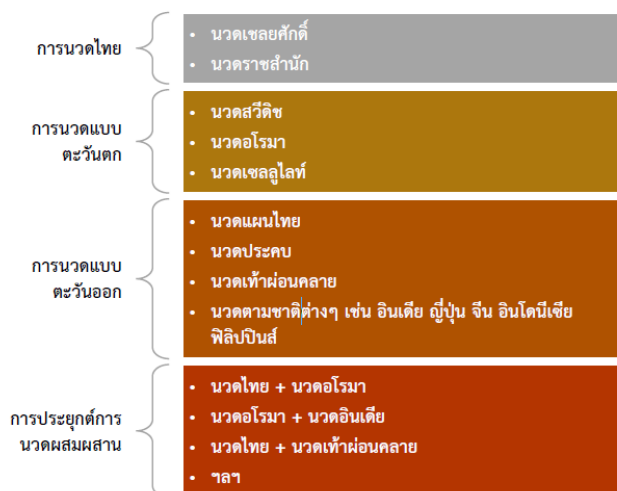 การนวดไทย
• นวดเชลยศักดิ์
• นวดราชสำนัก
การนวดแบบ
ตะวันตก
• นวดสวีดิช
• นวดอโรมา
• นวดเซลลูไลท์
การนวดแบบ
ตะวันออก
• นวดแผนไทย
• นวดประคบ
• นวดเท้าผ่อนคลาย
• นวดตามชาติต่างๆ เช่น อินเดีย ญี่ปุ่น จีน อินโดนีเซีย
ฟิลิปปินส์
การประยุกต์การ
นวดผสมผสาน
• นวดไทย + นวดอโรมา
• นวดอโรมา + นวดอินเดีย
• นวดไทย + นวดเท้าผ่อนคลาย
• ฯลฯ